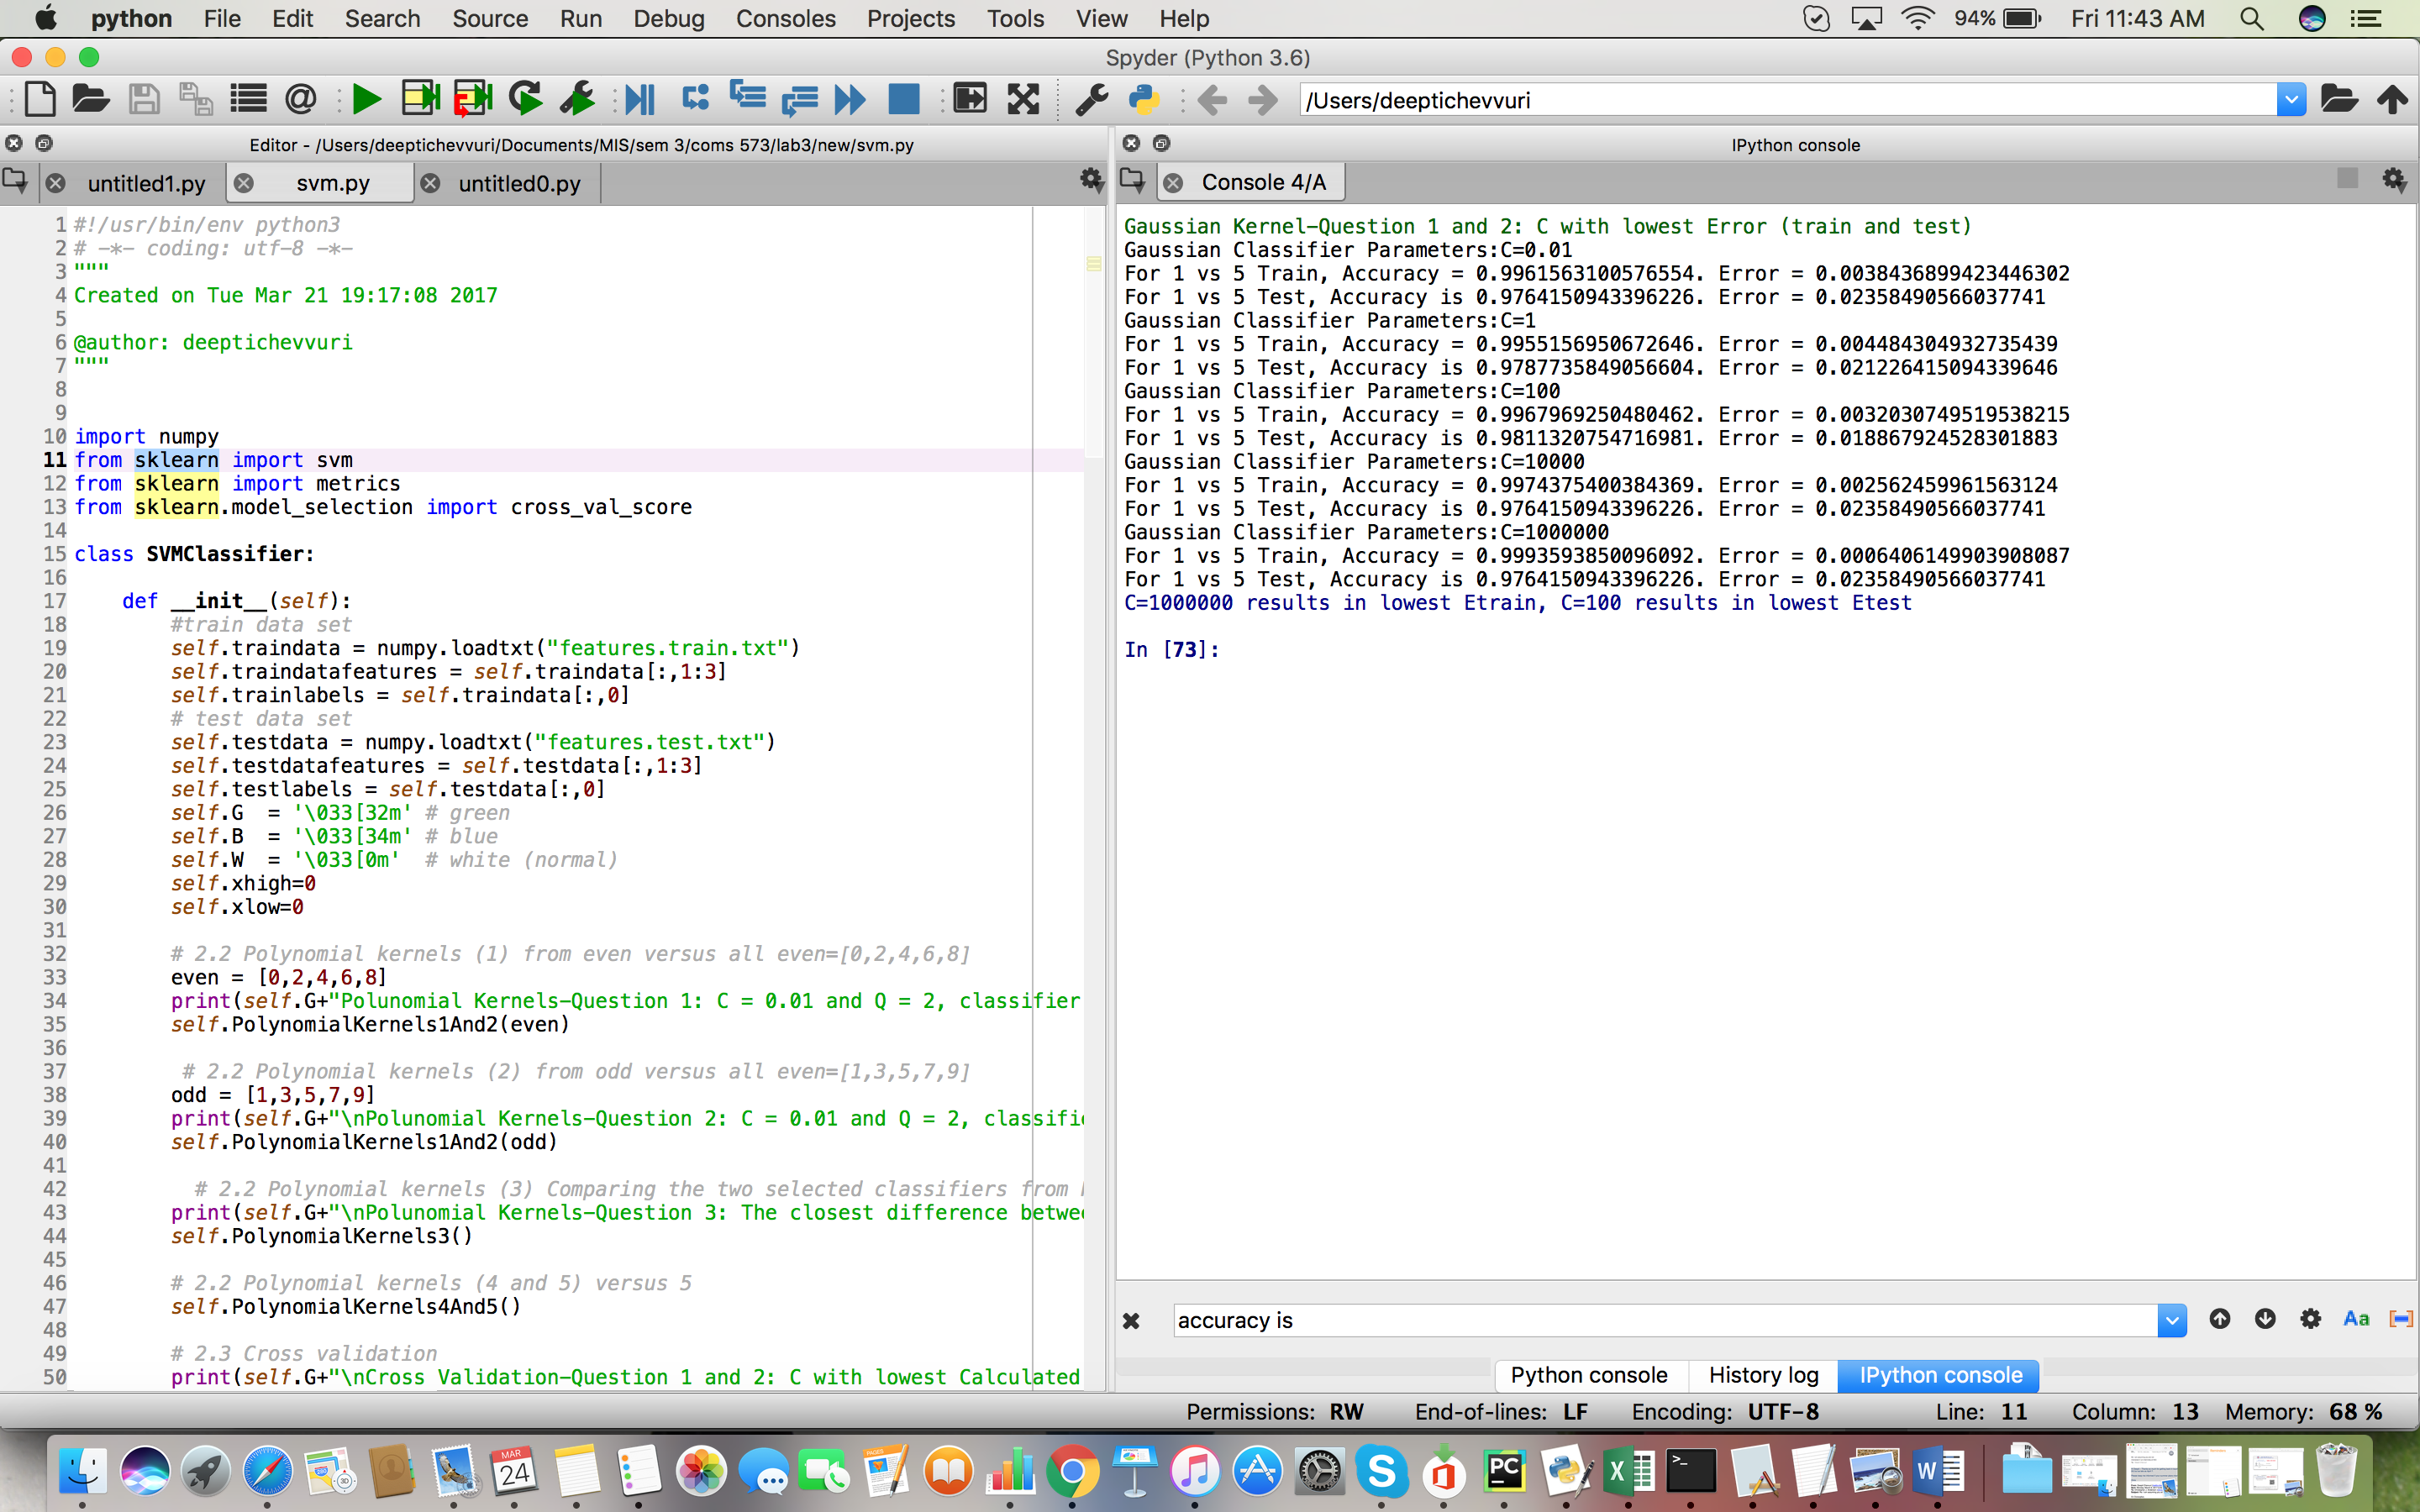 python File Edit Search Source Run Debug Consoles Projects Tools View Help 94% Fri 11:43 AM
Spyder (Python 3.6)
/Users/deeptichevvuri
Editor - /Users/deeptichevvuri/Documents/MIS/sem 3/coms 573/lab3/new/svm.py
untitled1.py svm.py untitled0.py
1 #!/usr/bin/env python3
2 # -*- coding: utf-8 -*-
3 """
4 Created on Tue Mar 21 19:17:08 2017
5
6 @author: deeptichevvuri
7 """
8
9
10 import numpy
11 from sklearn import svm
12 from sklearn import metrics
13 from sklearn.model_selection import cross_val_score
14
15 class SVMClassifier:
16
17 def __init__(self):
18 #train data set
19 self.traindata = numpy.loadtxt("features.train.txt")
20 self.traindatafeatures = self.traindata[:,1:3]
21 self.trainlabels = self.traindata[:,0]
22 # test data set
23 self.testdata = numpy.loadtxt("features.test.txt")
24 self.testdatafeatures = self.testdata[:,1:3]
25 self.testlabels = self.testdata[:,0]
26 self.G = '\033[32m' # green
27 self.B = '\033[34m' # blue
28 self.W = '\033[0m' # white (normal)
29 self.xhigh=0
30 self.xlow=0
31
32 # 2.2 Polynomial kernels (1) from even versus all even=[0,2,4,6,8]
33 even = [0,2,4,6,8]
34 print(self.G+"Polunomial Kernels-Question 1: C = 0.01 and Q = 2, classifier
35 self.PolynomialKernels1And2(even)
36
37 # 2.2 Polynomial kernels (2) from odd versus all even=[1,3,5,7,9]
38 odd = [1,3,5,7,9]
39 print(self.G+"\nPolunomial Kernels-Question 2: C = 0.01 and Q = 2, classifi
40 self.PolynomialKernels1And2(odd)
41
42 # 2.2 Polynomial kernels (3) Comparing the two selected classifiers from
43 print(self.G+"\nPolunomial Kernels-Question 3: The closest difference betwe
44 self.PolynomialKernels3()
45
46 # 2.2 Polynomial kernels (4 and 5) versus 5
47 self.PolynomialKernels4And5()
48
49 # 2.3 Cross validation
50 print(self.G+"\nCross Validation-Question 1 and 2: C with lowest Calculated
IPython console
Console 4/A
Gaussian Kernel-Question 1 and 2: C with lowest Error (train and test)
Gaussian Classifier Parameters:C=0.01
For 1 vs 5 Train, Accuracy = 0.9961563100576554. Error = 0.0038436899423446302
For 1 vs 5 Test, Accuracy is 0.9764150943396226. Error = 0.02358490566037741
Gaussian Classifier Parameters:C=1
For 1 vs 5 Train, Accuracy = 0.9955156950672646. Error = 0.004484304932735439
For 1 vs 5 Test, Accuracy is 0.9787735849056604. Error = 0.021226415094339646
Gaussian Classifier Parameters:C=100
For 1 vs 5 Train, Accuracy = 0.9967969250480462. Error = 0.0032030749519538215
For 1 vs 5 Test, Accuracy is 0.9811320754716981. Error = 0.018867924528301883
Gaussian Classifier Parameters:C=10000
For 1 vs 5 Train, Accuracy = 0.9974375400384369. Error = 0.002562459961563124
For 1 vs 5 Test, Accuracy is 0.9764150943396226. Error = 0.02358490566037741
Gaussian Classifier Parameters:C=1000000
For 1 vs 5 Train, Accuracy = 0.9993593850096092. Error = 0.0006406149903908087
For 1 vs 5 Test, Accuracy is 0.9764150943396226. Error = 0.02358490566037741
C=1000000 results in lowest Etrain, C=100 results in lowest Etest
In [73]:
accuracy is
Aa
Python console History log IPython console
Permissions: RW End-of-lines: LF Encoding: UTF-8 Line: 11 Column: 13 Memory: 68 %
MAR
24
PAGES
3D
S
PC
X
>_
W